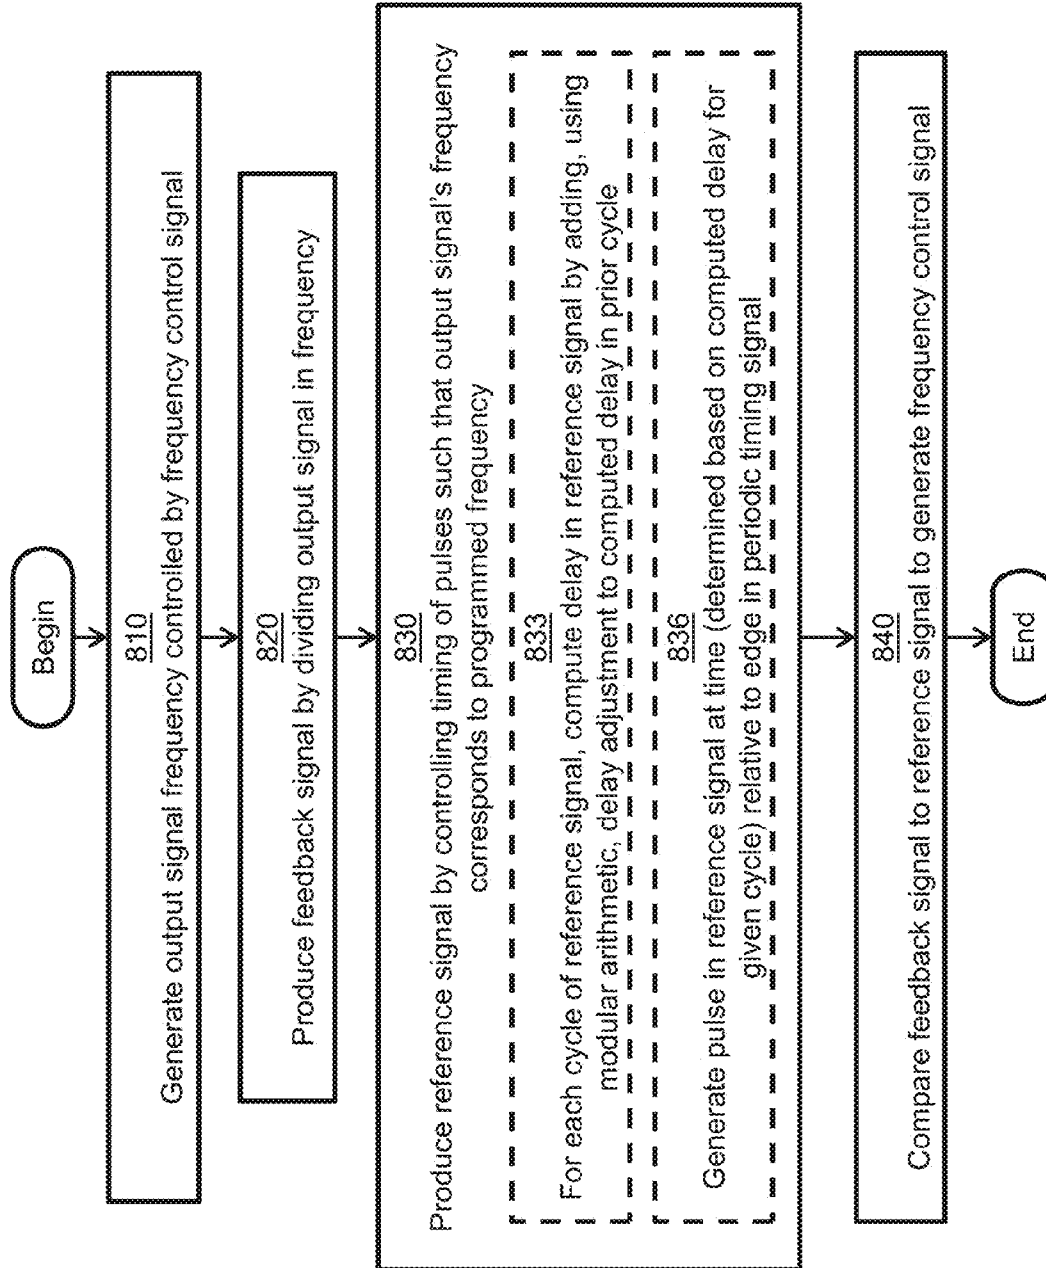 Begin
810
Generate output signal frequency controlled by frequency control signal
820
Produce feedback signal by dividing output signal in frequency
830
Produce reference signal by controlling timing of pulses such that output signal's frequency
corresponds to programmed frequency
833
For each cycle of reference signal, compute delay in reference signal by adding, using
modular arithmetic, delay adjustment to computed delay in prior cycle
836
Generate pulse in reference signal at time (determined based on computed delay for
given cycle) relative to edge in periodic timing signal
840
Compare feedback signal to reference signal to generate frequency control signal
End